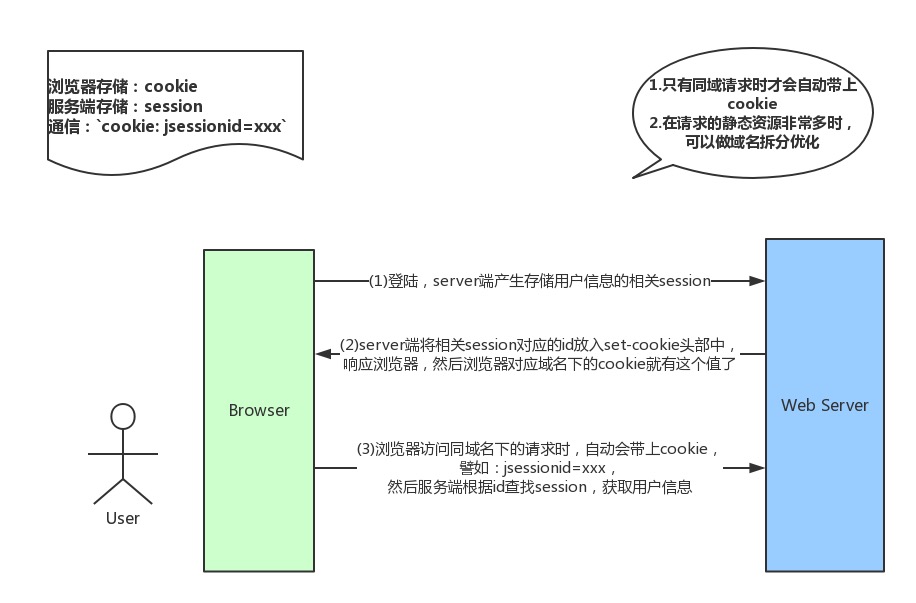 浏览器存储：cookie
服务端存储：session
通信：`cookie: jsessionid=xxx`
1.只有同域请求时才会自动带上
cookie
2.在请求的静态资源非常多时，
可以做域名拆分优化
(1)登陆，server端产生存储用户信息的相关session
(2)server端将相关session对应的id放入set-cookie头部中，
响应浏览器，然后浏览器对应域名下的cookie就有这个值了
Browser
Web Server
(3)浏览器访问同域名下的请求时，自动会带上cookie，
譬如：jsessionid=xxx，
然后服务端根据id查找session，获取用户信息
User